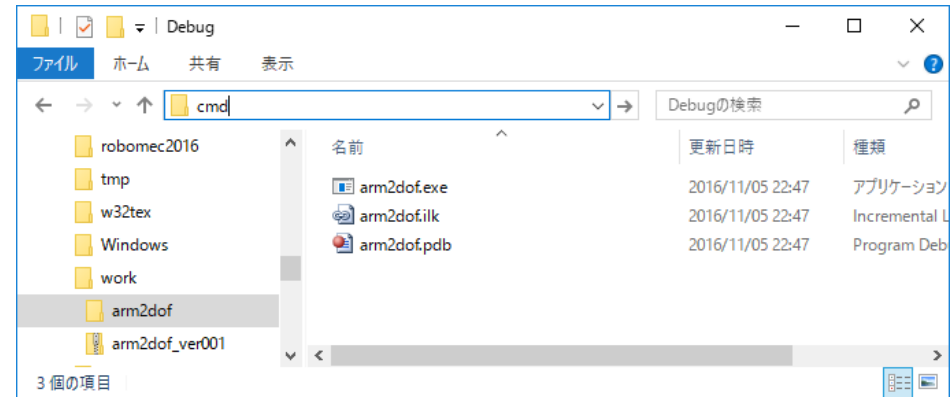 Debug
ファイル ホーム 共有 表示
cmd Debugの検索
robomec2016
tmp
w32tex
Windows
work
arm2dof
arm2dof_ver001
名前 更新日時 種類
arm2dof.exe 2016/11/05 22:47 アプリケーション
arm2dof.ilk 2016/11/05 22:47 Incremental L
arm2dof.pdb 2016/11/05 22:47 Program Deb
3 個の項目